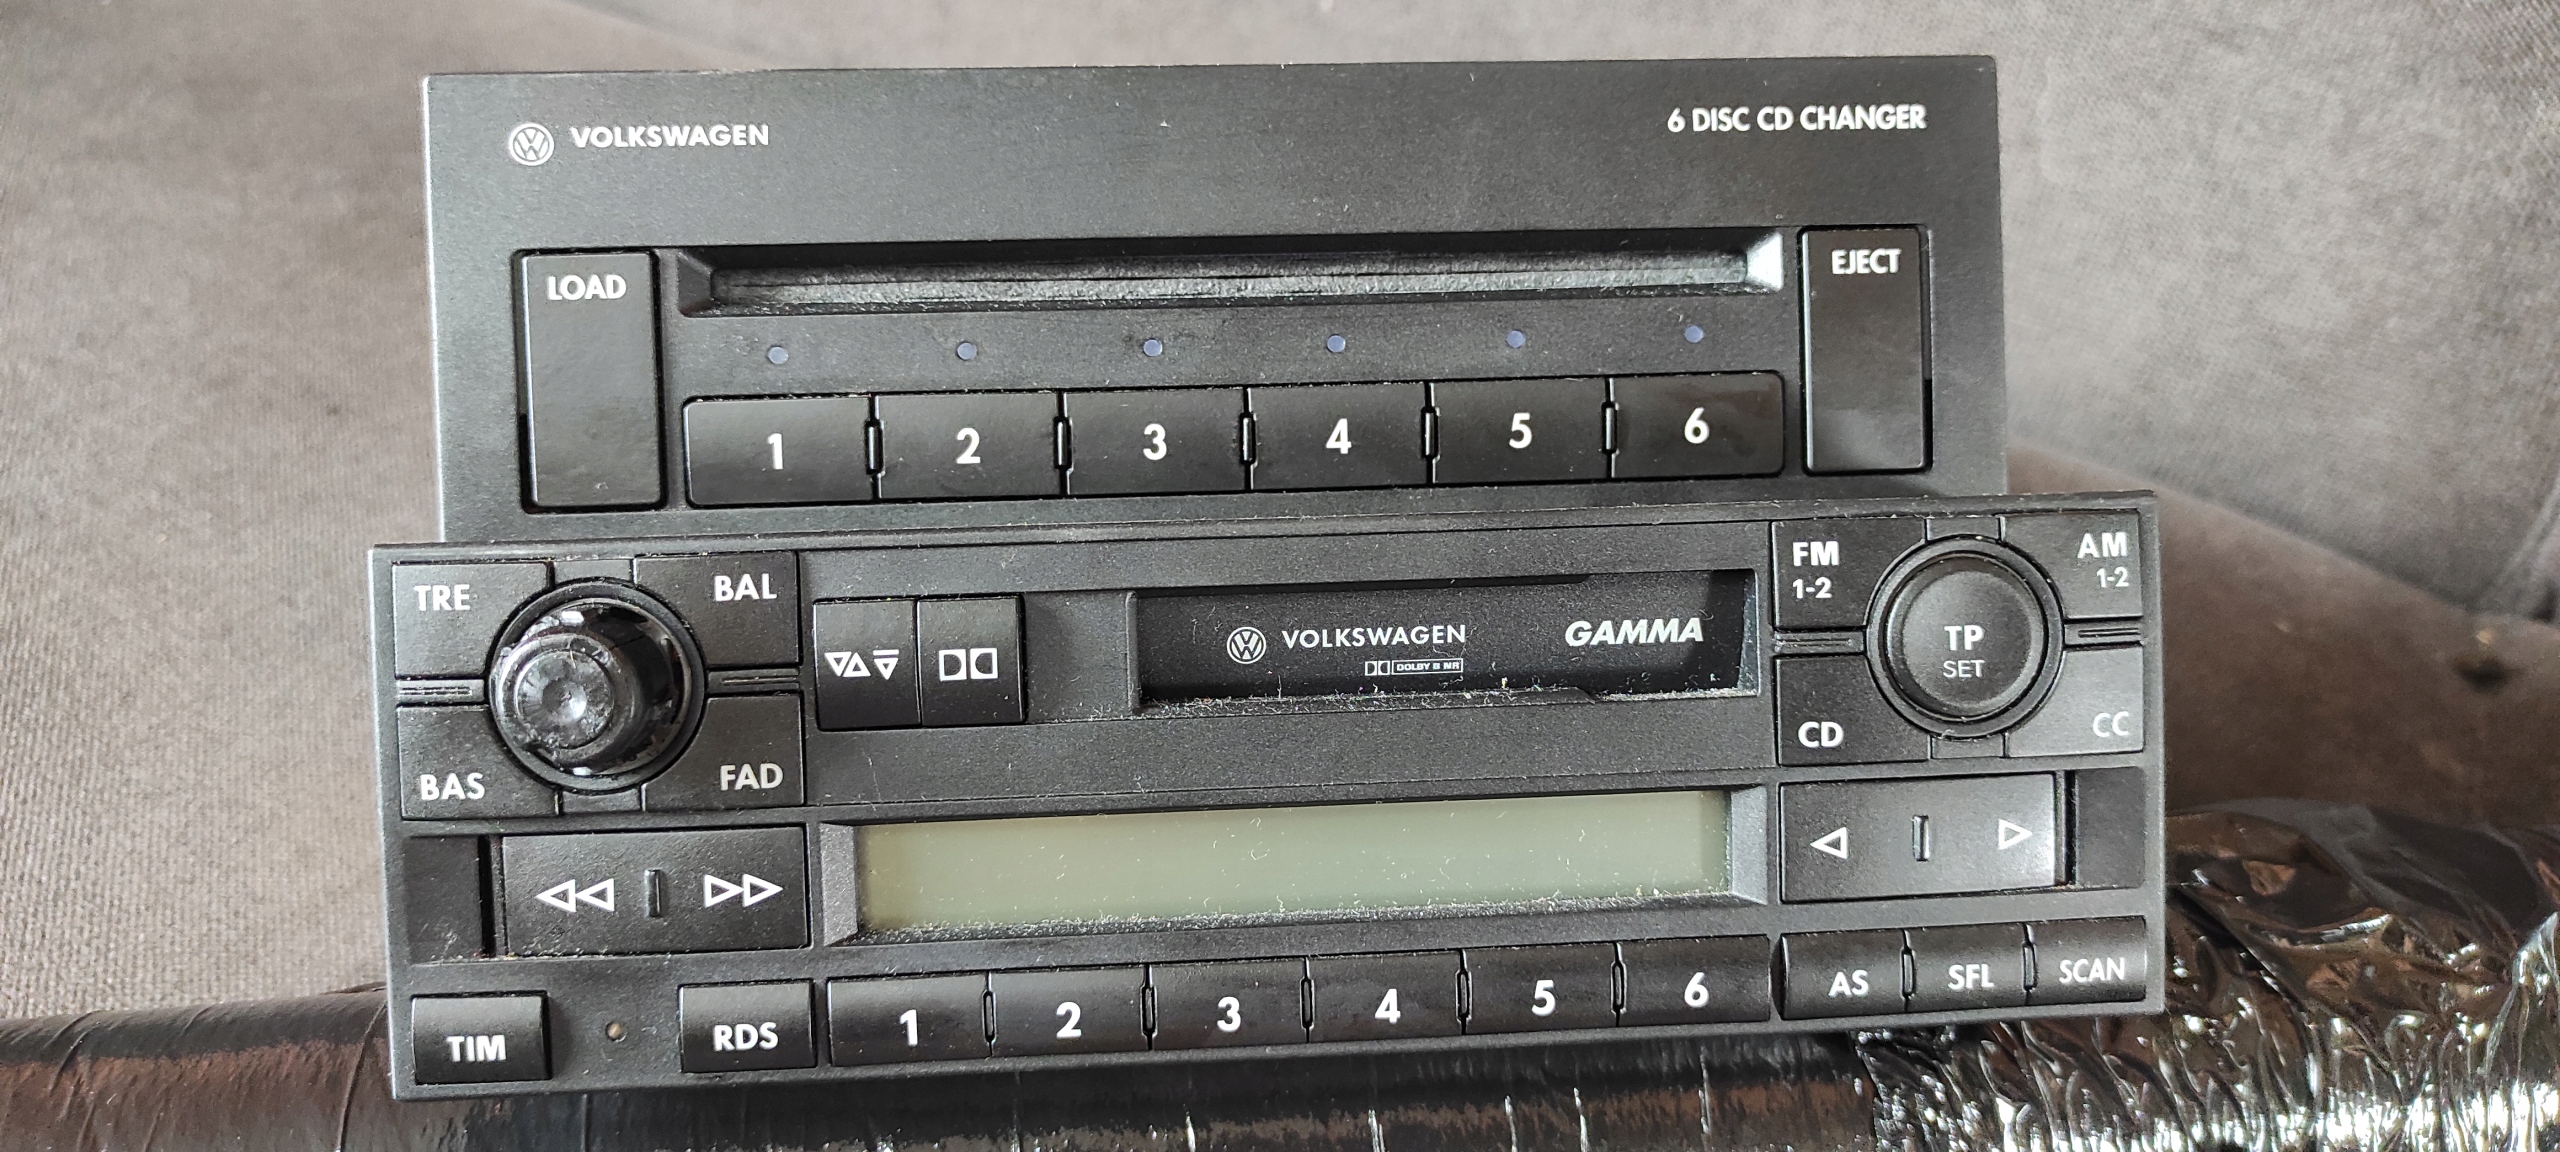 VOLKSWAGEN
6 DISC CD CHANGER
LOAD
EJECT
1 2 3 4 5 6
TRE
BAL
BAS
FAD
VOLKSWAGEN
GAMMA
DOLBY B NR
FM
1-2
AM
1-2
TP
SET
CD
CC
TIM
RDS
1 2 3 4 5 6
AS SFL SCAN